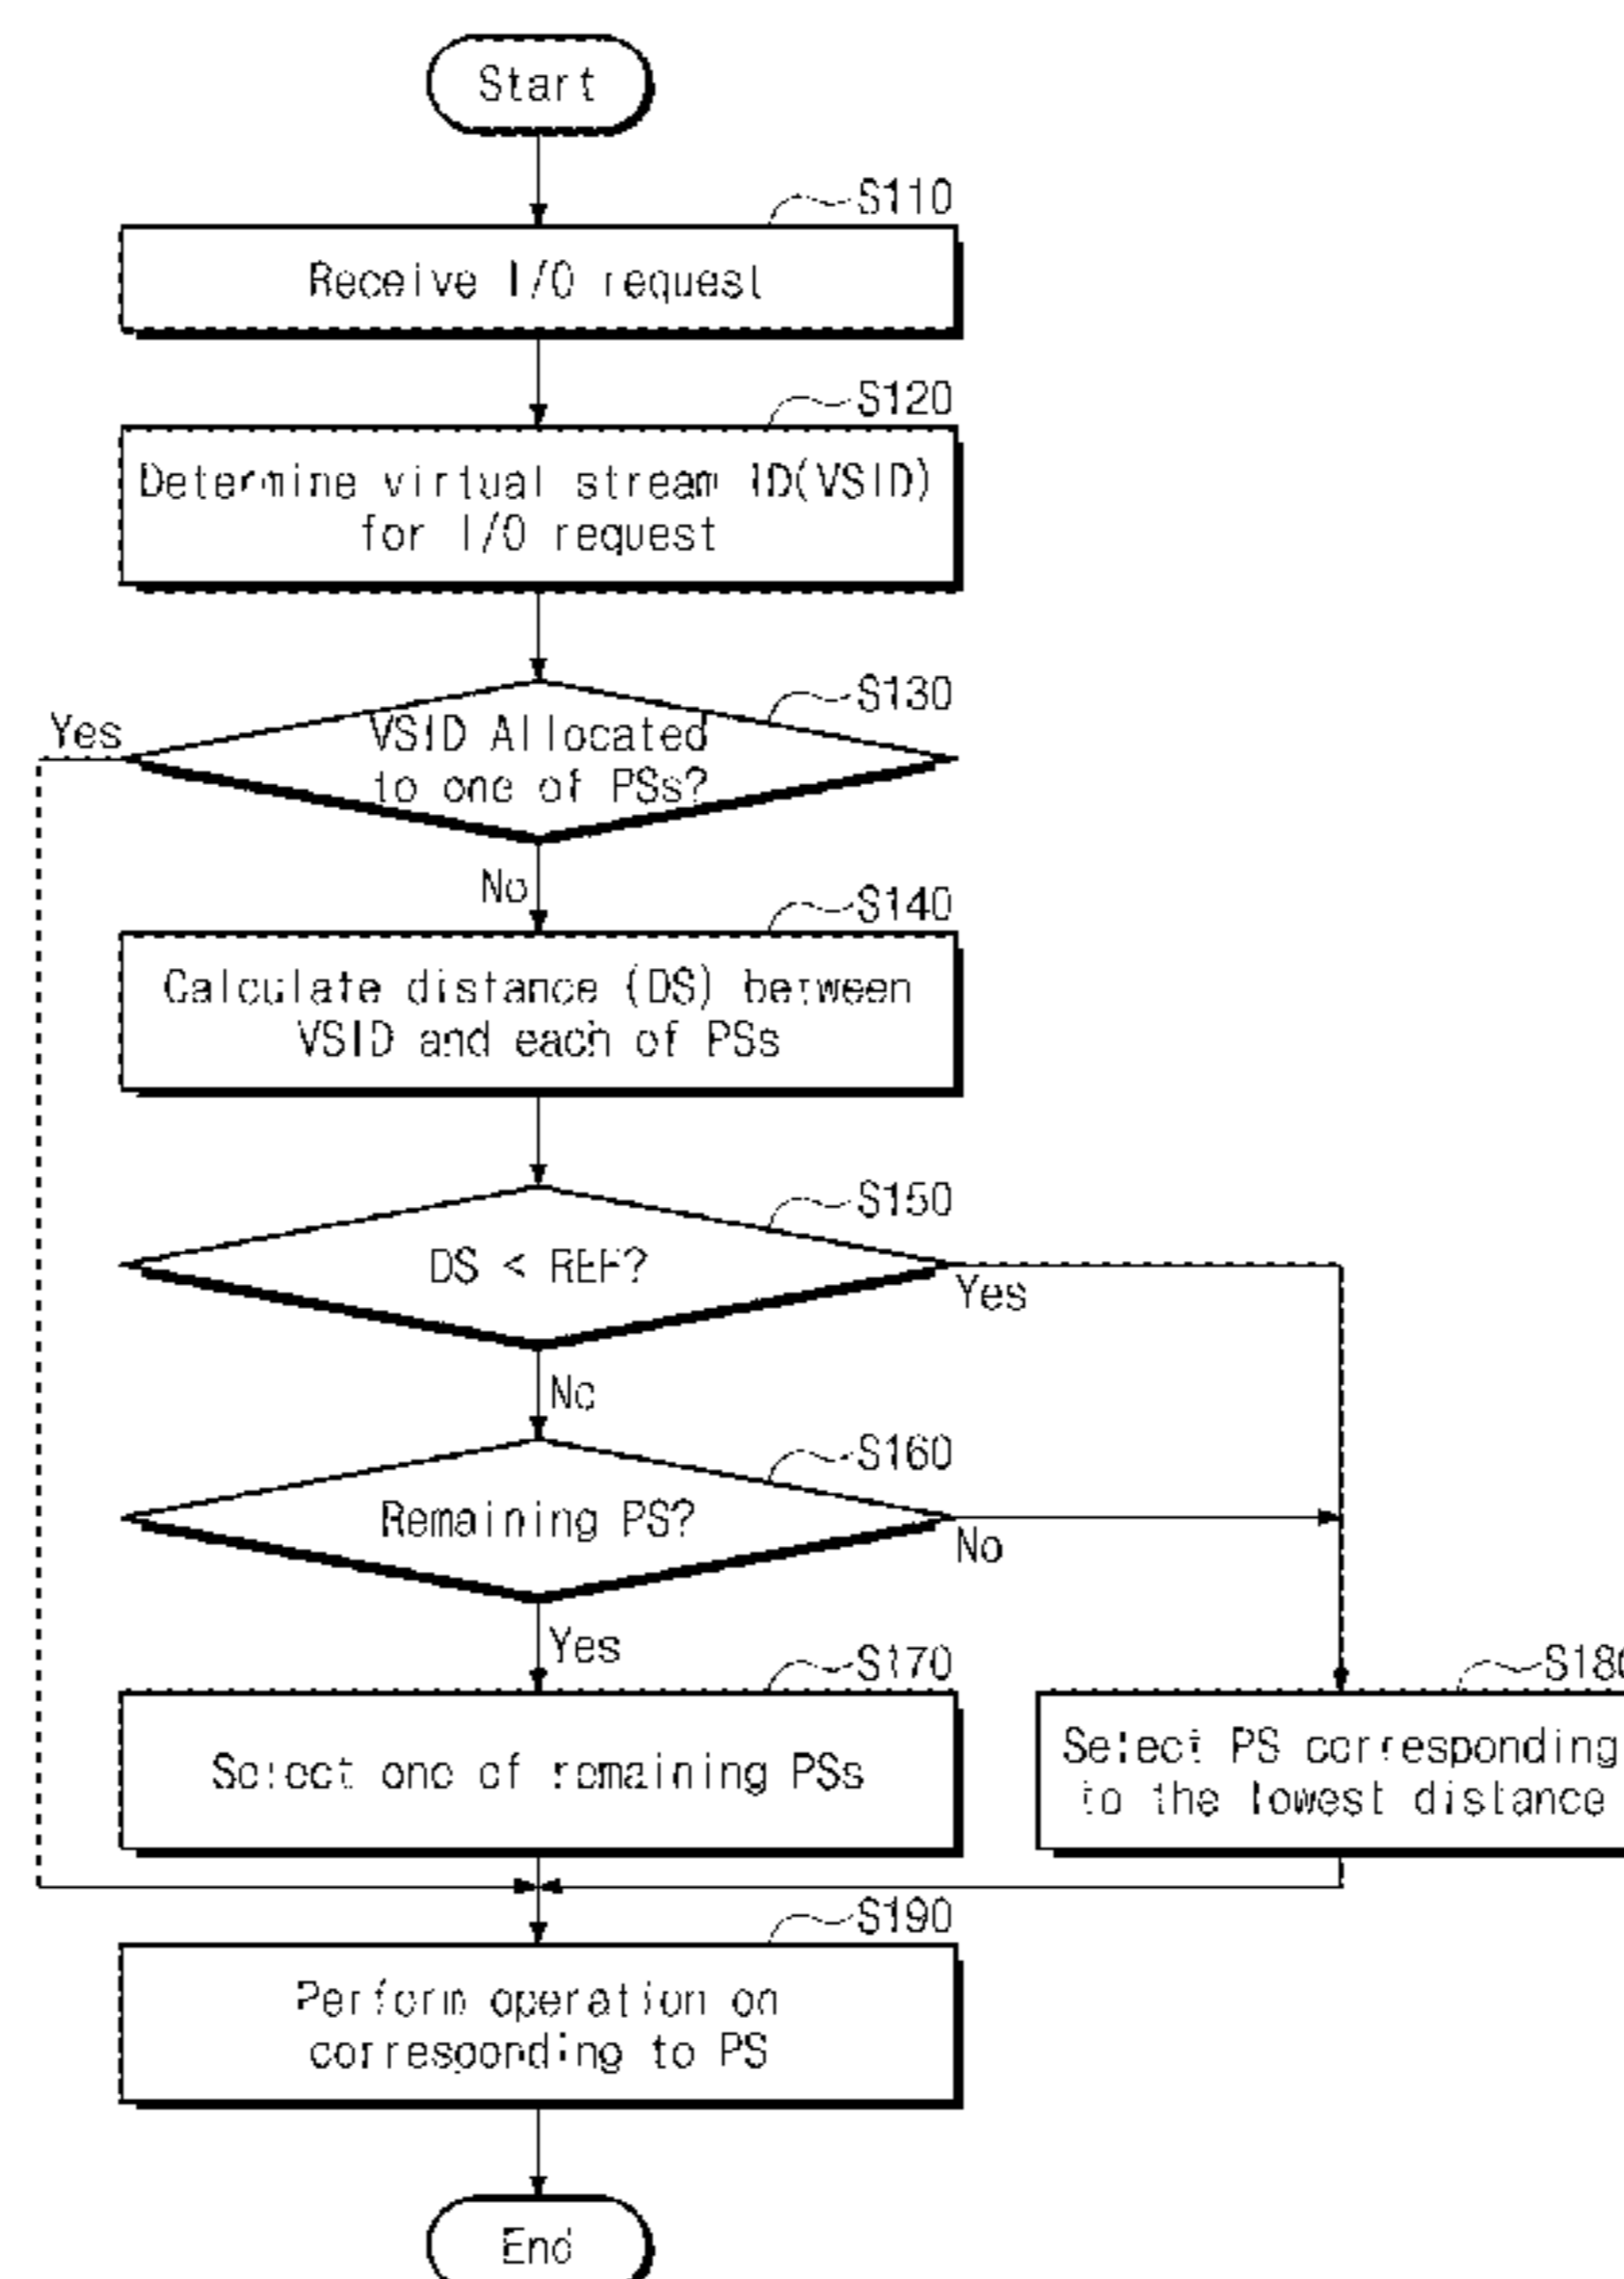 Start
S110
Receive I/O request
S120
Determine virtual stream ID(VSID)
for I/O request
S130
Yes
VSID Allocated
to one of PSs?
No
S140
Calculate distance (DS) between
VSID and each of PSs
S150
DS < REF?
Yes
No
S160
Remaining PS?
No
Yes
S170
S180
Select one of remaining PSs
Select PS corresponding
to the lowest distance
S190
Perform operation on
corresponding to PS
End